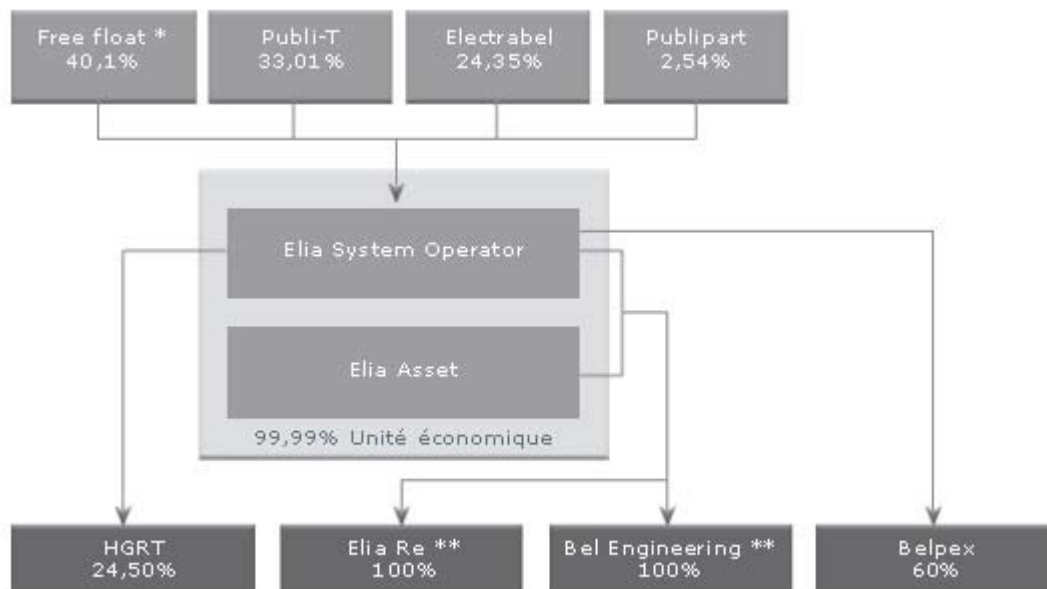 Free float *
40,1%
Publi-T
33,01%
Electrabel
24,35%
Publipart
2,54%
Elia System Operator
Elia Asset
99,99% Unité économique
HGRT
24,50%
Elia Re **
100%
Bel Engineering **
100%
Belpex
60%